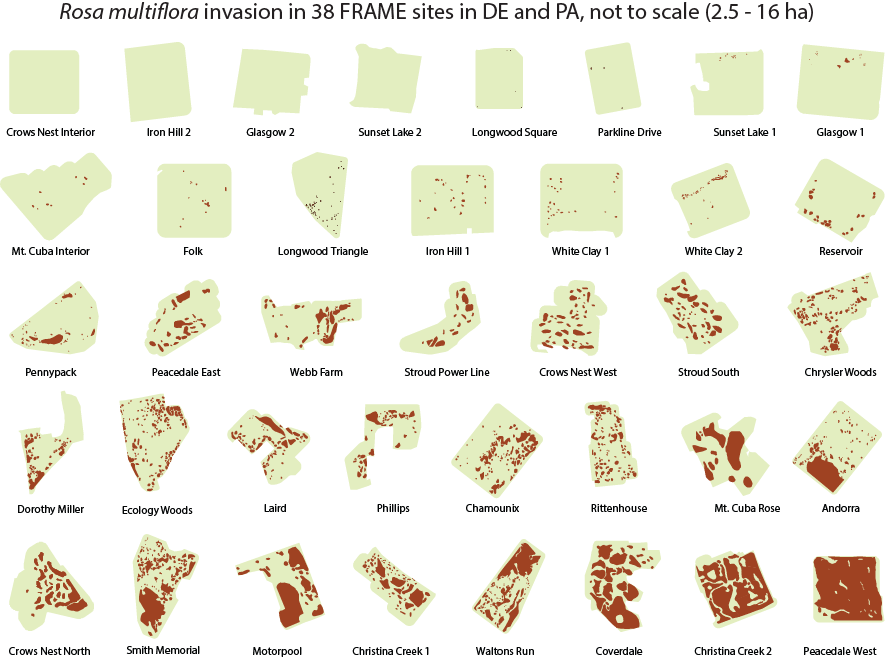 Rosa multiflora invasion in 38 FRAME sites in DE and PA, not to scale (2.5 - 16 ha)
Crows Nest Interior Iron Hill 2 Glasgow 2 Sunset Lake 2 Longwood Square Parkline Drive Sunset Lake 1 Glasgow 1
Mt. Cuba Interior Folk Longwood Triangle Iron Hill 1 White Clay 1 White Clay 2 Reservoir
Pennypack Peacedale East Webb Farm Stroud Power Line Crows Nest West Stroud South Chrysler Woods
Dorothy Miller Ecology Woods Laird Phillips Chamounix Rittenhouse Mt. Cuba Rose Andorra
Crows Nest North Smith Memorial Motorpool Christina Creek 1 Waltons Run Coverdale Christina Creek 2 Peacedale West